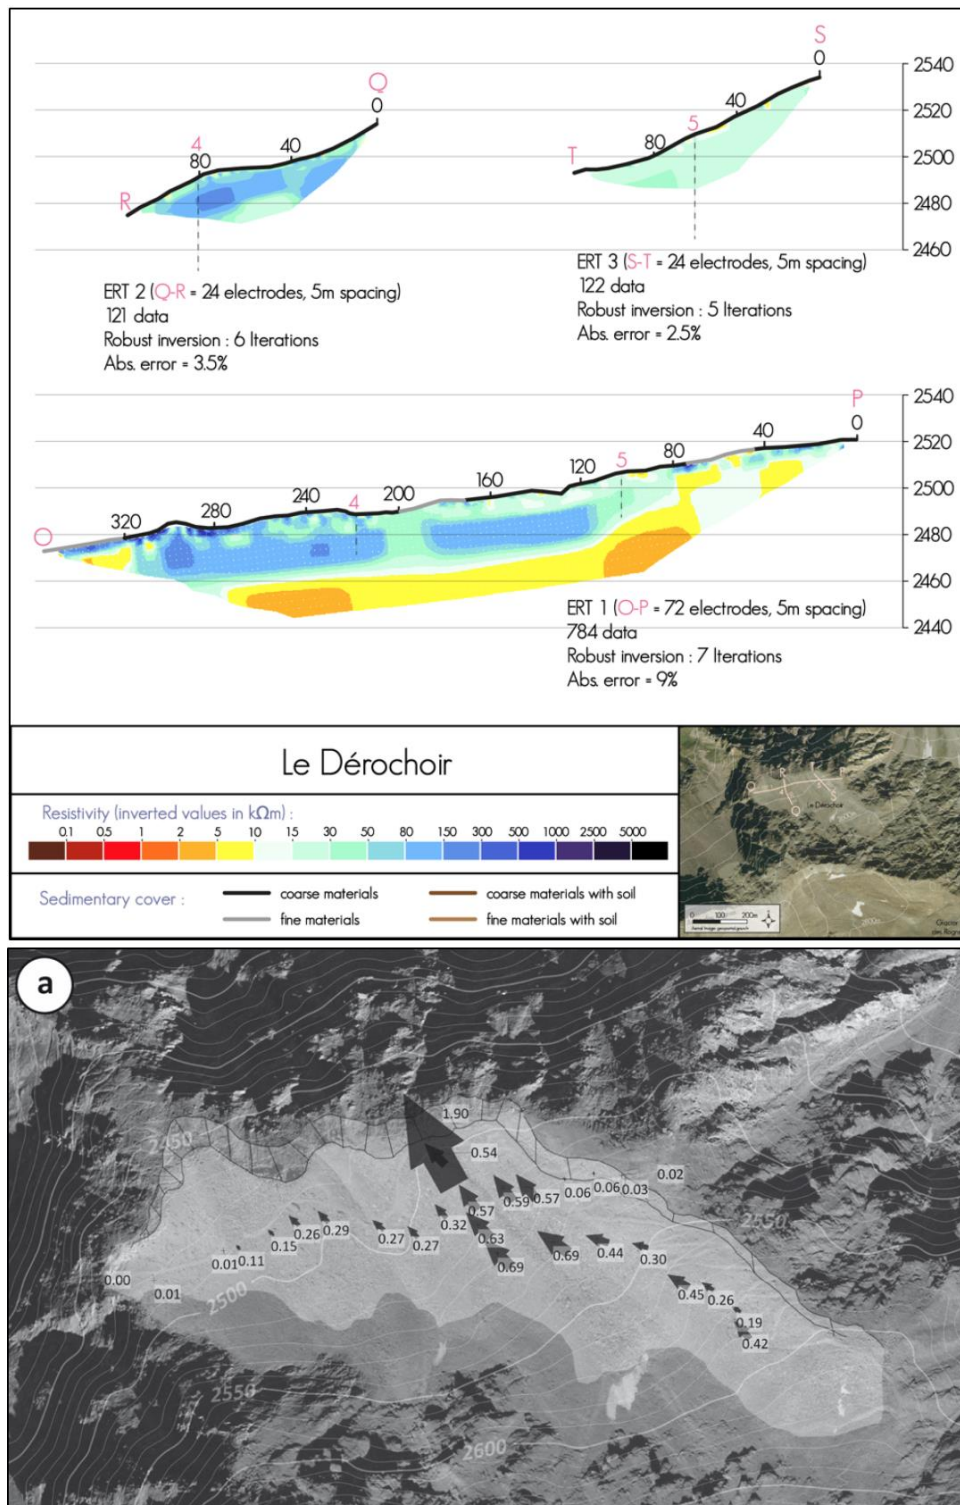 S
0
2540
2520
2500
2480
2460
40
5
80
T
Q
0
4
80
40
R
ERT 2 (Q-R = 24 electrodes, 5m spacing)
121 data
Robust inversion : 6 Iterations
Abs. error = 3.5%
ERT 3 (S-T = 24 electrodes, 5m spacing)
122 data
Robust inversion : 5 Iterations
Abs. error = 2.5%
P
0
2540
2520
2500
2480
2460
2440
40
80
5
120
160
200
4
240
280
320
O
ERT 1 (O-P = 72 electrodes, 5m spacing)
784 data
Robust inversion : 7 Iterations
Abs. error = 9%
Le Dérochoir
Resistivity (inverted values in kΩm) :
0.1 0.5 1 2 5 10 15 30 50 80 150 300 500 1000 2500 5000
Sedimentary cover :
coarse materials
coarse materials with soil
fine materials
fine materials with soil
R
O
Q
Le Dérochoir
0 100 200m
a
2450
1.90
0.54
0.02
0.57
0.59
0.57
0.06
0.06
0.03
2550
0.15
0.26
0.29
0.27
0.27
0.32
0.63
0.69
0.69
0.44
0.30
0.01
0.11
0.00
0.01
2500
0.45
0.26
0.19
0.42
2550
2600